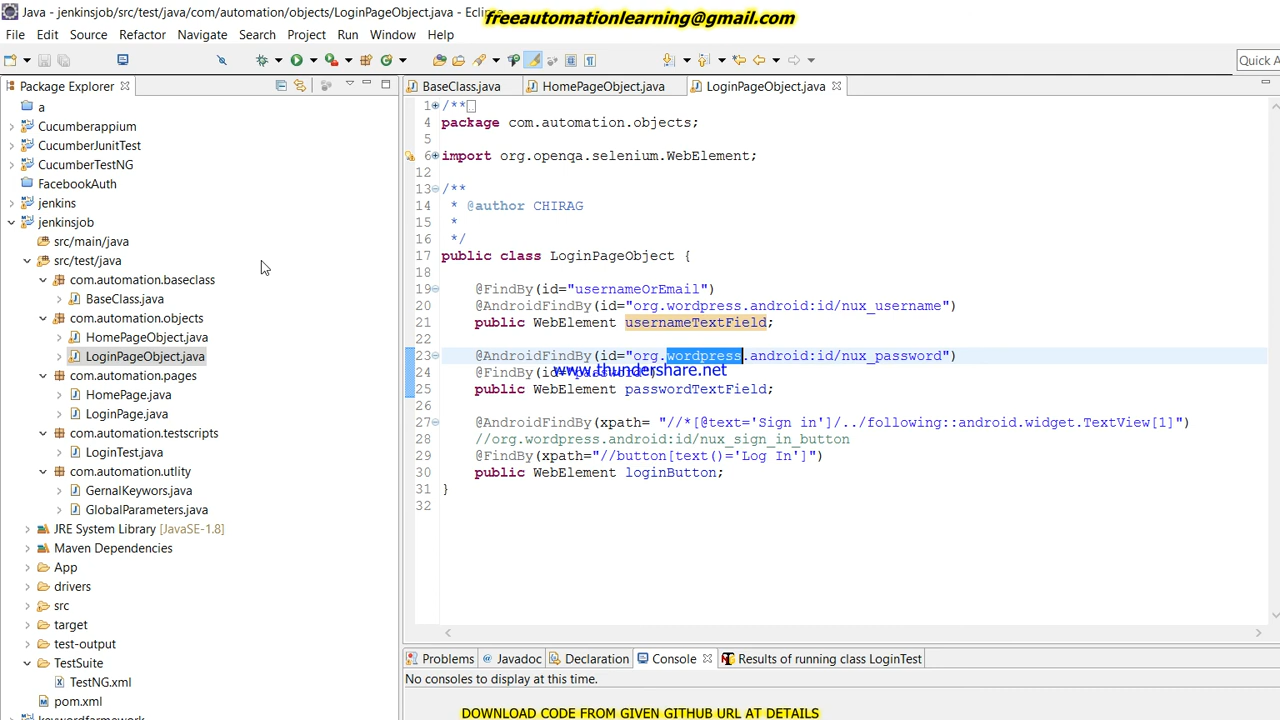 Java - jenkinsjob/src/test/java/com/automation/objects/LoginPageObject.java - Eclipse
freeautomationlearning@gmail.com
File Edit Source Refactor Navigate Search Project Run Window Help
Quick A
Package Explorer
BaseClass.java HomePageObject.java LoginPageObject.java
a
Cucumberappium
CucumberJunitTest
CucumberTestNG
FacebookAuth
jenkins
jenkinsjob
src/main/java
src/test/java
com.automation.baseclass
BaseClass.java
com.automation.objects
HomePageObject.java
LoginPageObject.java
com.automation.pages
HomePage.java
LoginPage.java
com.automation.testscripts
LoginTest.java
com.automation.utlity
GernalKeywors.java
GlobalParameters.java
JRE System Library [JavaSE-1.8]
Maven Dependencies
App
drivers
src
target
test-output
TestSuite
TestNG.xml
pom.xml
keywordfarmework
1 /**
4 package com.automation.objects;
5
6 import org.openqa.selenium.WebElement;
12
13 /**
14 * @author CHIRAG
15 *
16 */
17 public class LoginPageObject {
18
19 @FindBy(id="usernameOrEmail")
20 @AndroidFindBy(id="org.wordpress.android:id/nux_username")
21 public WebElement usernameTextField;
22
23 @AndroidFindBy(id="org.wordpress.android:id/nux_password")
24 @FindBy(id="password")
www.thundershare.net
25 public WebElement passwordTextField;
26
27 @AndroidFindBy(xpath= "//*[@text='Sign in']/../following::android.widget.TextView[1]")
28 //org.wordpress.android:id/nux_sign_in_button
29 @FindBy(xpath="//button[text()='Log In']")
30 public WebElement loginButton;
31 }
32
Problems Javadoc Declaration Console Results of running class LoginTest
No consoles to display at this time.
DOWNLOAD CODE FROM GIVEN GITHUB URL AT DETAILS